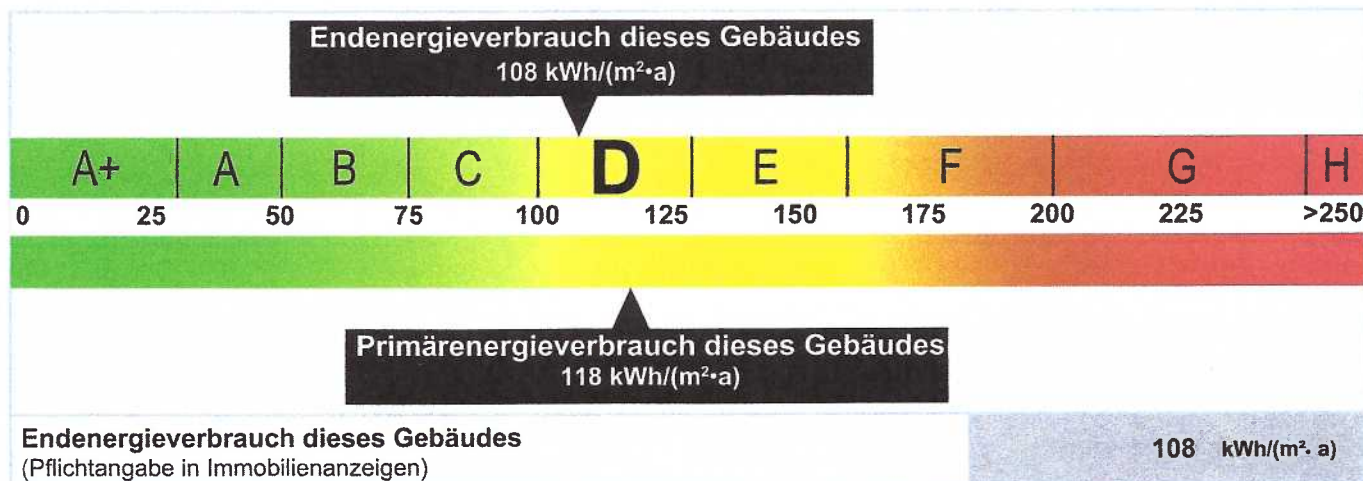 Endenergieverbrauch dieses Gebäudes
108 kWh/(m²•a)
A+ A B C D E F G H
0 25 50 75 100 125 150 175 200 225 >250
Primärenergieverbrauch dieses Gebäudes
118 kWh/(m²•a)
Endenergieverbrauch dieses Gebäudes 108 kWh/(m²· a)
(Pflichtangabe in Immobilienanzeigen)